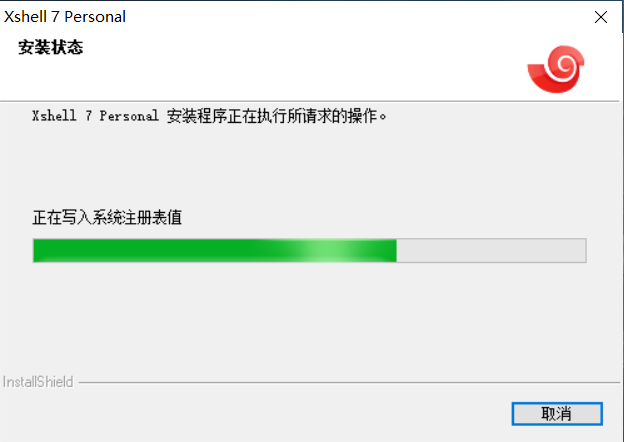 Xshell 7 Personal
安装状态
Xshell 7 Personal 安装程序正在执行所请求的操作。
正在写入系统注册表值
InstallShield
取消